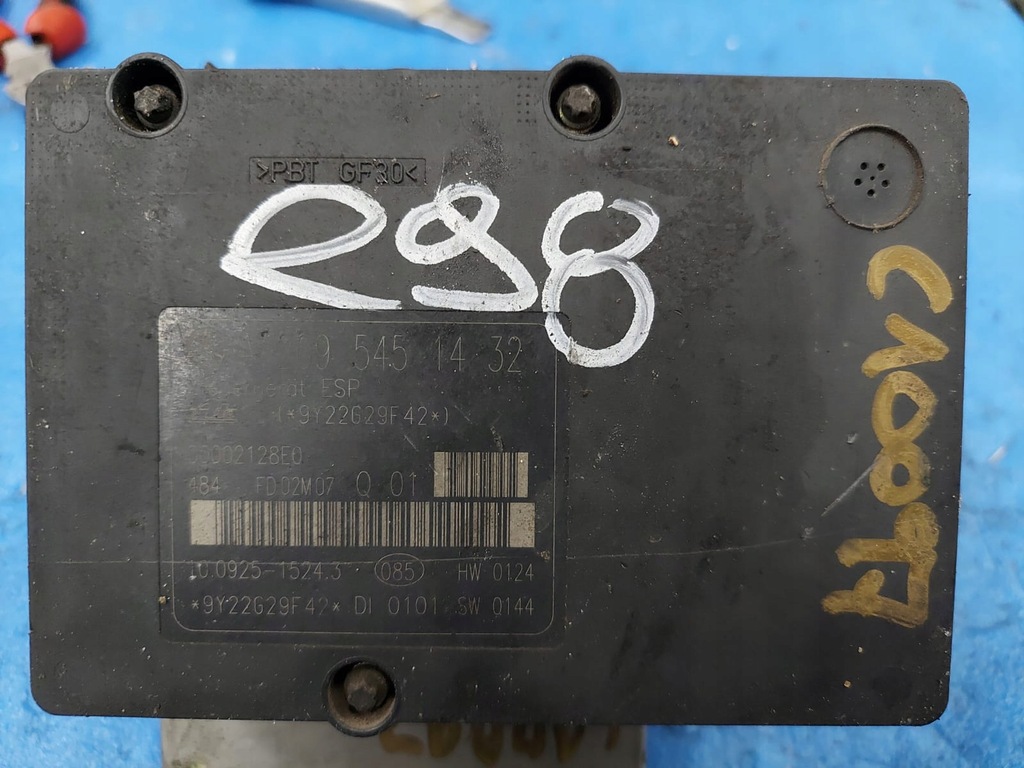 >PBT GF30<
e98
9 545 14 32
ESP
(*9Y22G29F42*)
484 FD02M07 Q 01
10.0925-1524.3 085 HW 0124
*9Y22G29F42* DI 0101 SW 0144